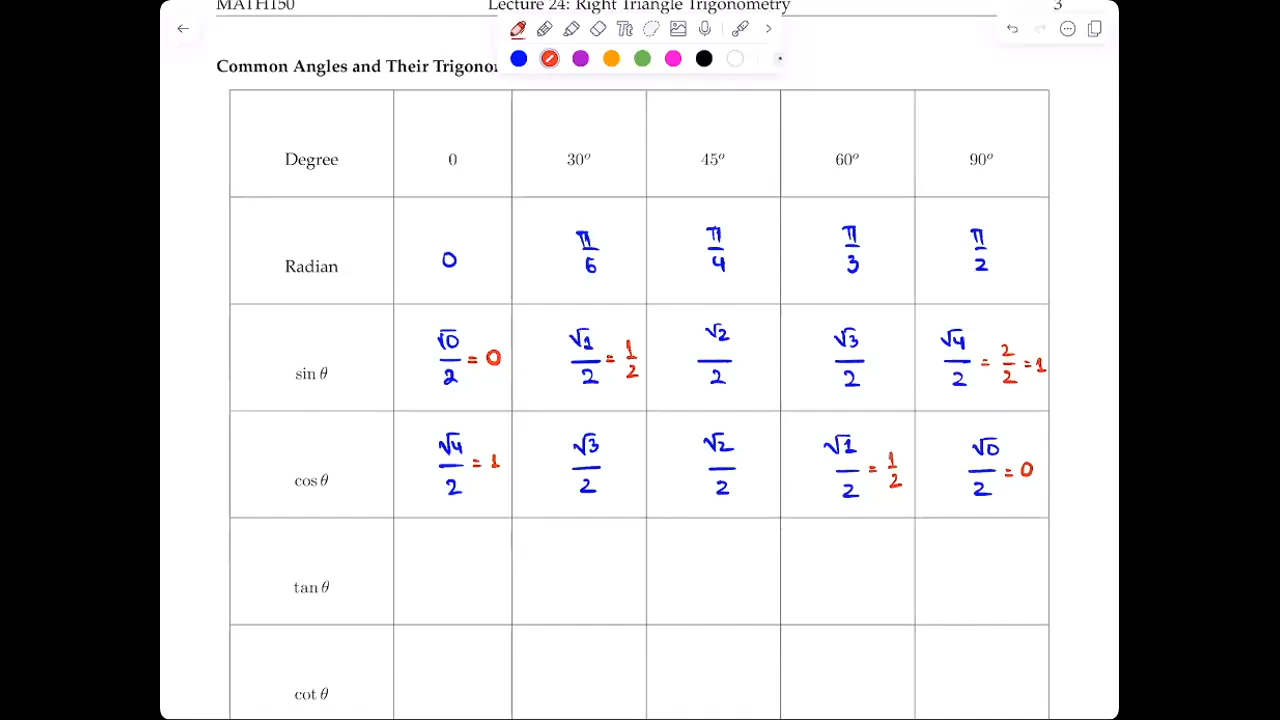 MATH150 Lecture 24: Right Triangle Trigonometry 3
Common Angles and Their
Degree 0 30° 45° 60° 90°
Radian 0 π/6 π/4 π/3 π/2
sin θ √0/2 = 0 √1/2 = 1/2 √2/2 √3/2 √4/2 = 2/2 = 1
cos θ √4/2 = 1 √3/2 √2/2 √1/2 = 1/2 √0/2 = 0
tan θ
cot θ